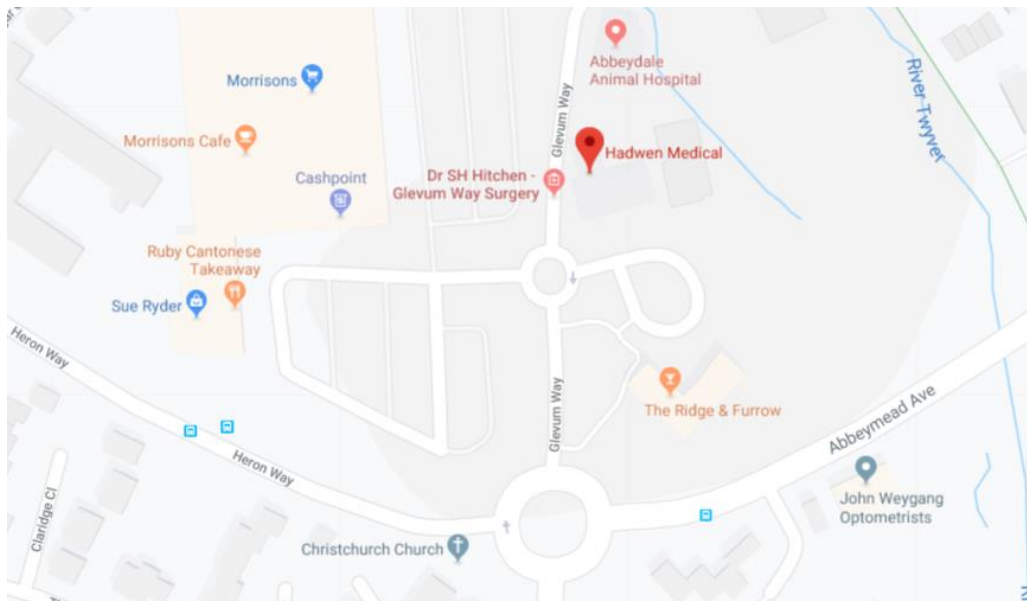 Morrisons
Morrisons Cafe
Cashpoint
Ruby Cantonese
Takeaway
Sue Ryder
Heron Way
Heron Way
Claridge Cl
Christchurch Church
Glevum Way
Abbeydale
Animal Hospital
Hadwen Medical
Dr SH Hitchen -
Glevum Way Surgery
Glevum Way
The Ridge & Furrow
Abbeymead Ave
John Weygang
Optometrists
River Twyver